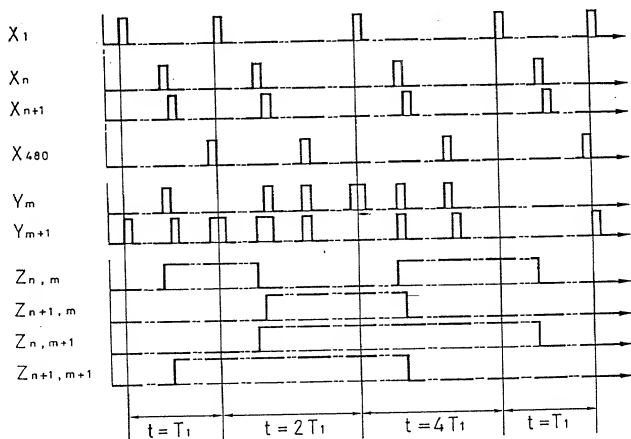 X1
Xn
Xn+1
X480
Ym
Ym+1
Zn,m
Zn+1,m
Zn,m+1
Zn+1,m+1
t=T1 t=2T1 t=4T1 t=T1